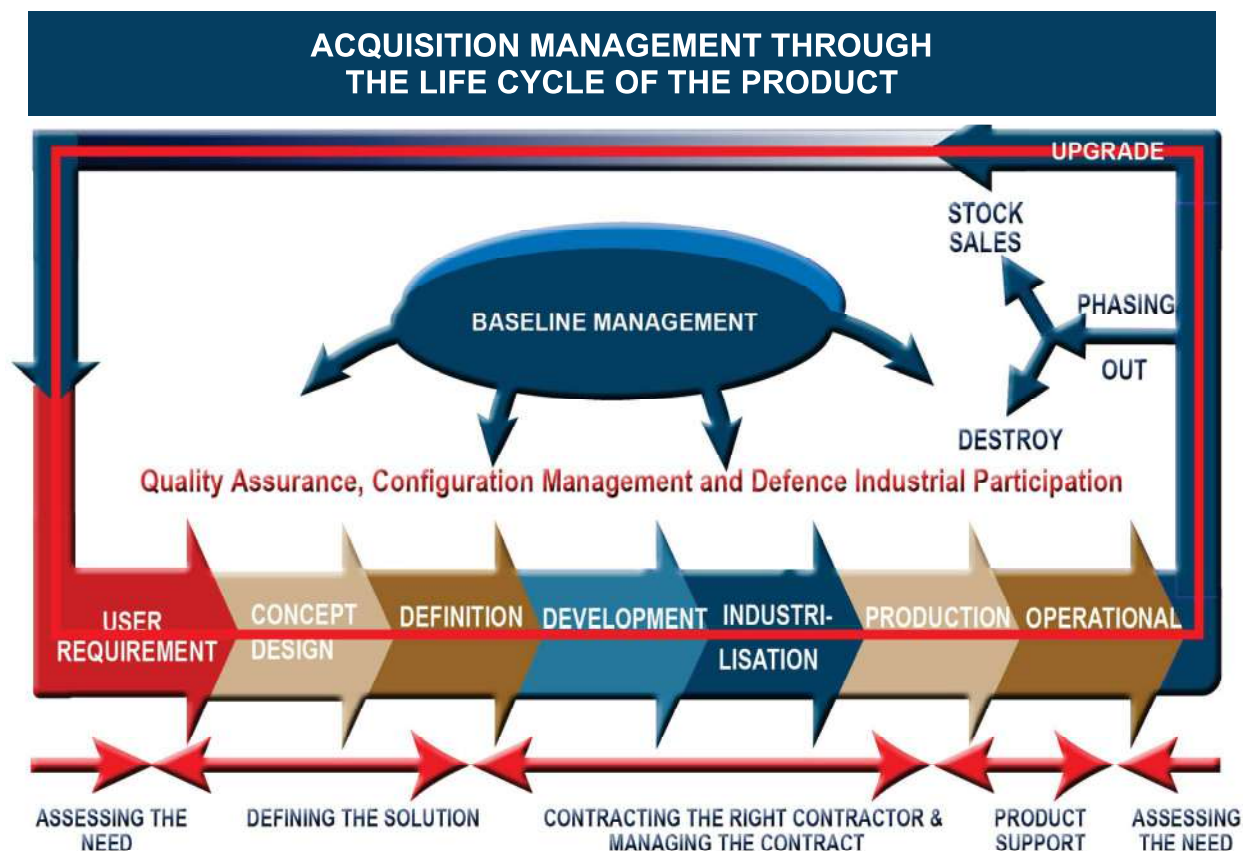 ACQUISITION MANAGEMENT THROUGH
THE LIFE CYCLE OF THE PRODUCT
UPGRADE
STOCK
SALES
PHASING
OUT
DESTROY
BASELINE MANAGEMENT
Quality Assurance, Configuration Management and Defence Industrial Participation
USER
REQUIREMENT
CONCEPT
DESIGN
DEFINITION
DEVELOPMENT
INDUSTRI-
LISATION
PRODUCTION
OPERATIONAL
ASSESSING THE
NEED
DEFINING THE SOLUTION
CONTRACTING THE RIGHT CONTRACTOR &
MANAGING THE CONTRACT
PRODUCT
SUPPORT
ASSESSING
THE NEED